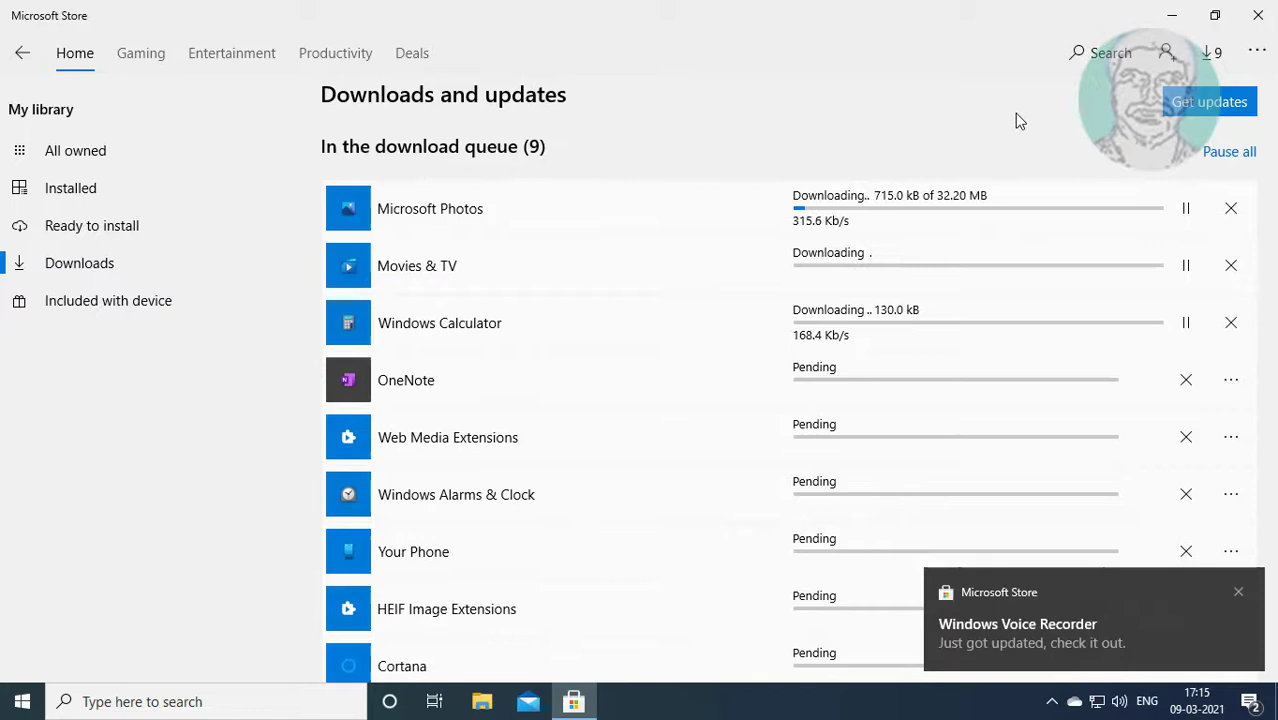 Microsoft Store
Home Gaming Entertainment Productivity Deals Search 9
My library
All owned
Installed
Ready to install
Downloads
Included with device
Downloads and updates
Get updates
In the download queue (9)
Pause all
Microsoft Photos
Downloading.. 715.0 kB of 32.20 MB
315.6 Kb/s
Movies & TV
Downloading .
Windows Calculator
Downloading .. 130.0 kB
168.4 Kb/s
OneNote
Pending
Web Media Extensions
Pending
Windows Alarms & Clock
Pending
Your Phone
Pending
HEIF Image Extensions
Pending
Cortana
Pending
Microsoft Store
Windows Voice Recorder
Just got updated, check it out.
Type here to search
ENG
17:15
09-03-2021
2